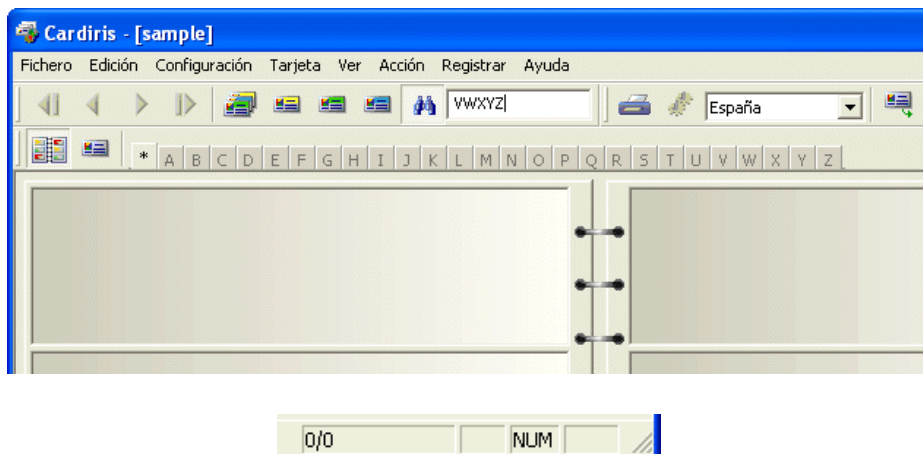 Cardiris - [sample]
Fichero Edición Configuración Tarjeta Ver Acción Registrar Ayuda
VWXYZ España
* A B C D E F G H I J K L M N O P Q R S T U V W X Y Z
0/0 NUM